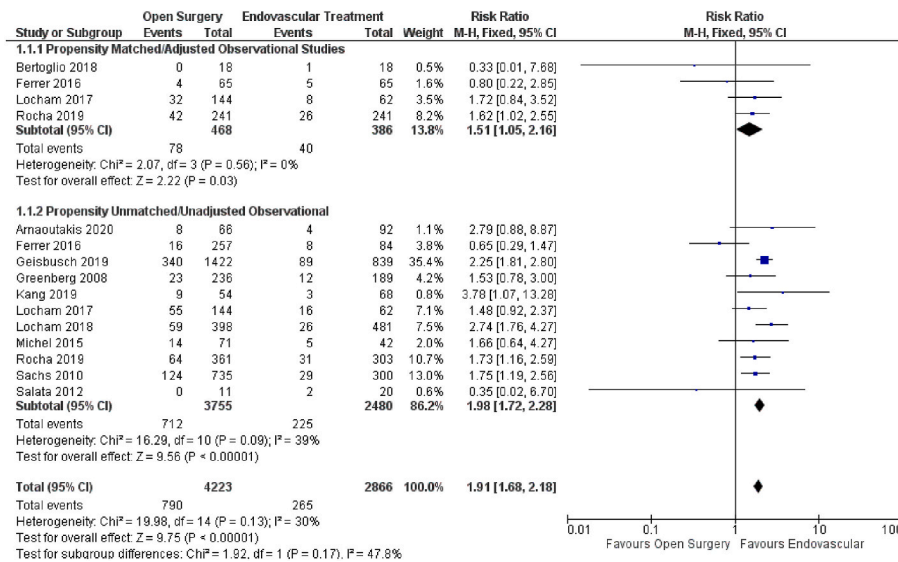 Open Surgery Endovascular Treatment Risk Ratio Risk Ratio
Study or Subgroup Events Total Events Total Weight M-H, Fixed, 95% CI M-H, Fixed, 95% CI
1.1.1 Propensity Matched/Adjusted Observational Studies
Bertoglio 2018 0 18 1 18 0.5% 0.33 [0.01, 7.68]
Ferrer 2016 4 65 5 65 1.6% 0.80 [0.22, 2.85]
Locham 2017 32 144 8 62 3.5% 1.72 [0.84, 3.52]
Rocha 2019 42 241 26 241 8.2% 1.62 [1.02, 2.55]
Subtotal (95% CI) 468 386 13.8% 1.51 [1.05, 2.16]
Total events 78 40
Heterogeneity: Chi² = 2.07, df = 3 (P = 0.56); I² = 0%
Test for overall effect: Z = 2.22 (P = 0.03)
1.1.2 Propensity Unmatched/Unadjusted Observational
Arnaoutakis 2020 8 66 4 92 1.1% 2.79 [0.88, 8.87]
Ferrer 2016 16 257 8 84 3.8% 0.65 [0.29, 1.47]
Geisbusch 2019 340 1422 89 839 35.4% 2.25 [1.81, 2.80]
Greenberg 2008 23 236 12 189 4.2% 1.53 [0.78, 3.00]
Kang 2019 9 54 3 68 0.8% 3.78 [1.07, 13.28]
Locham 2017 55 144 16 62 7.1% 1.48 [0.92, 2.37]
Locham 2018 59 398 26 481 7.5% 2.74 [1.76, 4.27]
Michel 2015 14 71 5 42 2.0% 1.66 [0.64, 4.27]
Rocha 2019 64 361 31 303 10.7% 1.73 [1.16, 2.59]
Sachs 2010 124 735 29 300 13.0% 1.75 [1.19, 2.56]
Salata 2012 0 11 2 20 0.6% 0.35 [0.02, 6.70]
Subtotal (95% CI) 3755 2480 86.2% 1.98 [1.72, 2.28]
Total events 712 225
Heterogeneity: Chi² = 16.29, df = 10 (P = 0.09); I² = 39%
Test for overall effect: Z = 9.56 (P < 0.00001)
Total (95% CI) 4223 2866 100.0% 1.91 [1.68, 2.18]
Total events 790 265
Heterogeneity: Chi² = 19.98, df = 14 (P = 0.13); I² = 30%
Test for overall effect: Z = 9.75 (P < 0.00001)
Test for subgroup differences: Chi² = 1.92, df = 1 (P = 0.17), I² = 47.8%
0.01 0.1 1 10 100
Favours Open Surgery Favours Endovascular